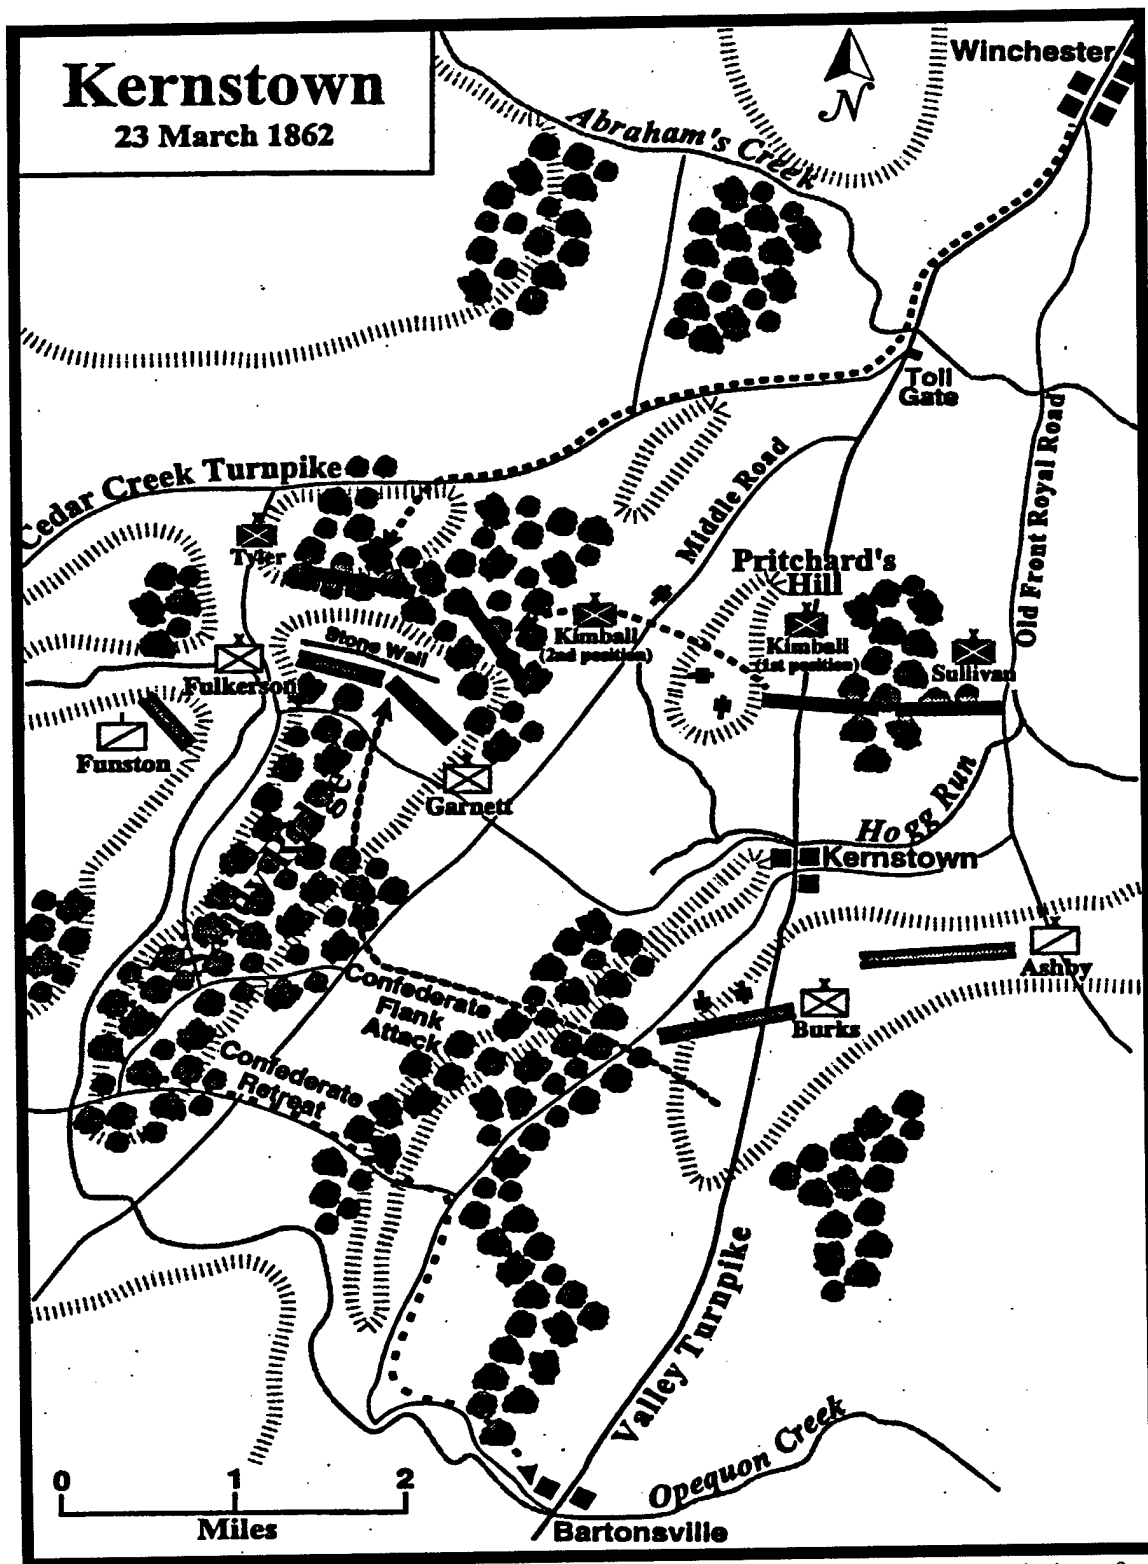 Kernstown
23 March 1862
N
Winchester
Abraham's Creek
Toll
Gate
Cedar Creek Turnpike
Middle Road
Old Front Royal Road
Tyler
Pritchard's
Hill
Stone Wall
Kimball
(2nd position)
Kimball
(1st position)
Sullivan
Fulkerson
Funston
Garnett
Hogg Run
Kernstown
Ashby
Burks
Confederate
Flank
Attack
Confederate
Retreat
Valley Turnpike
Opequon Creek
0 1 2
Miles
Bartonsville